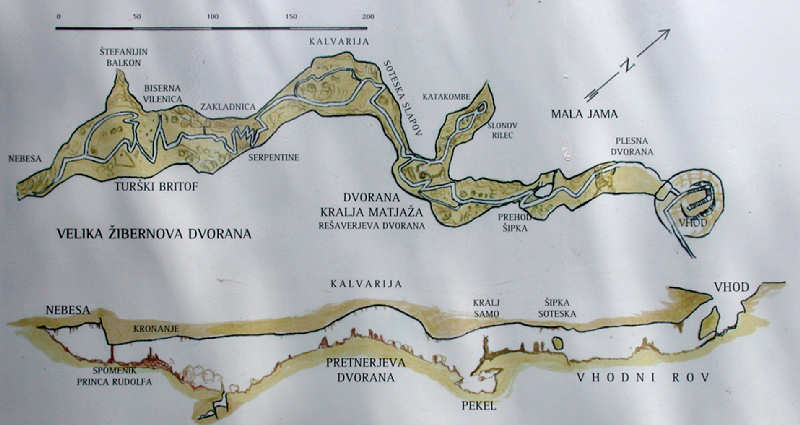 0 50 100 150 200
KALVARIJA
ŠTEFANIJIN
BALKON
BISERNA
VILENICA
ZAKLADNICA
SOTESKA SLAPOV
KATAKOMBE
SLONOV
RILEC
N
MALA JAMA
PLESNA
DVORANA
NEBESA
SERPENTINE
TURŠKI BRITOF
DVORANA
KRALJA MATJAŽA
REŠAVERJEVA DVORANA
PREHOD
ŠIPKA
VHOD
VELIKA ŽIBERNOVA DVORANA
KALVARIJA
VHOD
NEBESA
KRONANJE
KRALJ
SAMO
ŠIPKA
SOTESKA
SPOMENIK
PRINCA RUDOLFA
PRETNERJEVA
DVORANA
VHODNI ROV
PEKEL